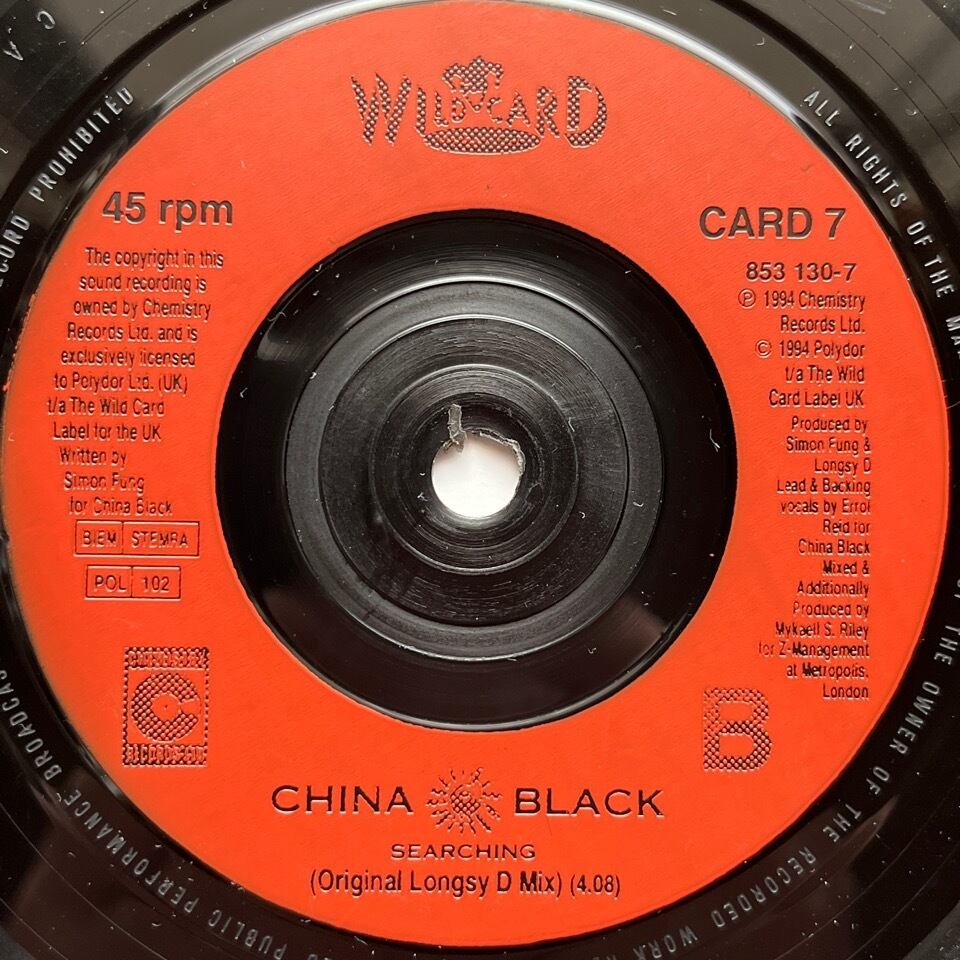 WILD CARD
45 rpm
The copyright in this
sound recording is
owned by Chemistry
Records Ltd. and is
exclusively licensed
to Polydor Ltd. (UK)
t/a The Wild Card
Label for the UK
Written by
Simon Fung
for China Black
BIEM STEMRA
POL 102
CARD 7
853 130-7
℗ 1994 Chemistry
Records Ltd.
© 1994 Polydor
t/a The Wild
Card Label UK
Produced by
Simon Fung &
Longsy D
Lead & Backing
vocals by Errol
Reid for
China Black
Mixed &
Additionally
Produced by
Mykaell S. Riley
for Z-Management
at Metropolis,
London
C
B
CHINA BLACK
SEARCHING
(Original Longsy D Mix) (4.08)
ALL RIGHTS OF THE
THE OWNER OF THE RECORDED WORK
PUBLIC PERFORMANCE
PROHIBITED